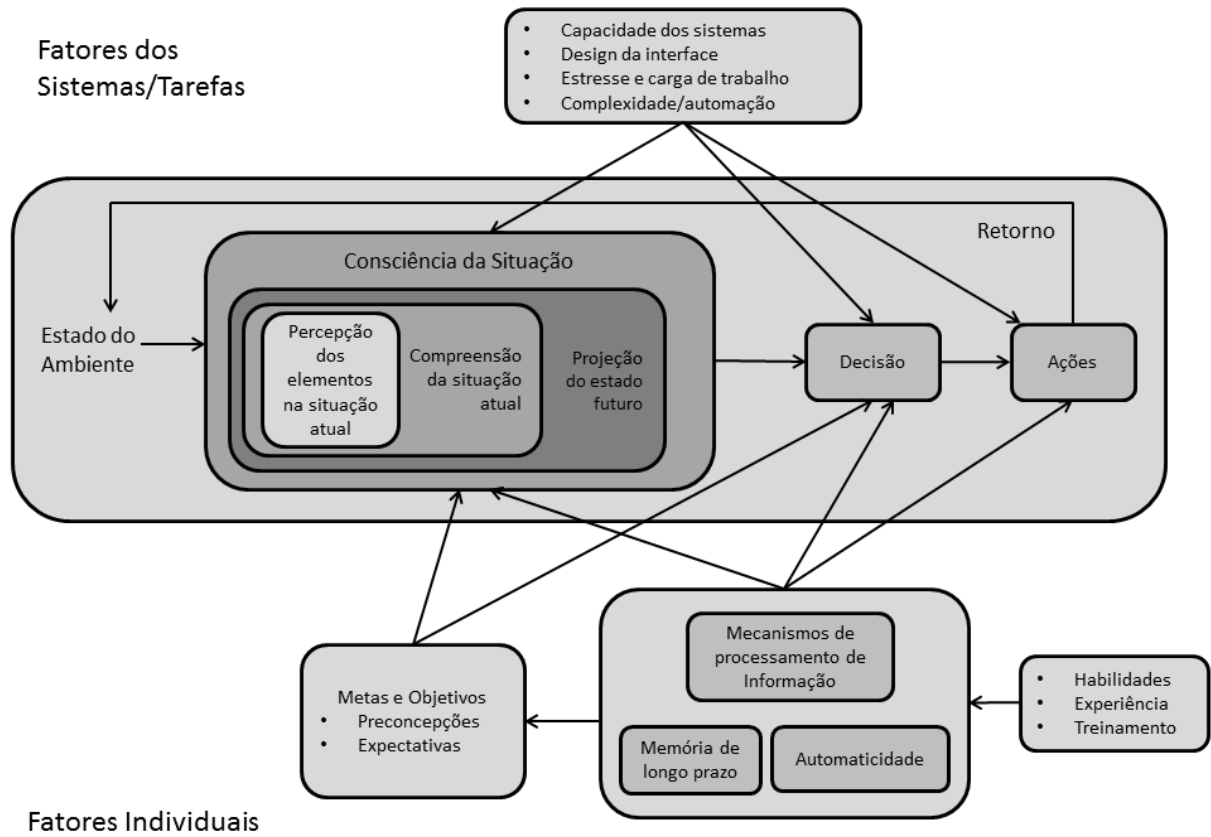 Fatores dos
Sistemas/Tarefas
• Capacidade dos sistemas
• Design da interface
• Estresse e carga de trabalho
• Complexidade/automação
Retorno
Consciência da Situação
Estado do
Ambiente
Percepção
dos
elementos
na situação
atual
Compreensão
da situação
atual
Projeção
do estado
futuro
Decisão
Ações
Metas e Objetivos
• Preconcepções
• Expectativas
Mecanismos de
processamento de
Informação
Memória de
longo prazo
Automaticidade
• Habilidades
• Experiência
• Treinamento
Fatores Individuais